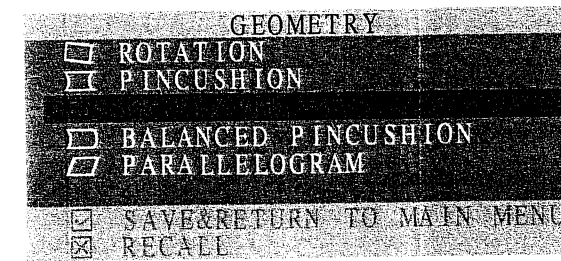 GEOMETRY
ROTATION
PINCUSHION
BALANCED PINCUSHION
PARALLELOGRAM
SAVE&RETURN TO MAIN MENU
RECALL